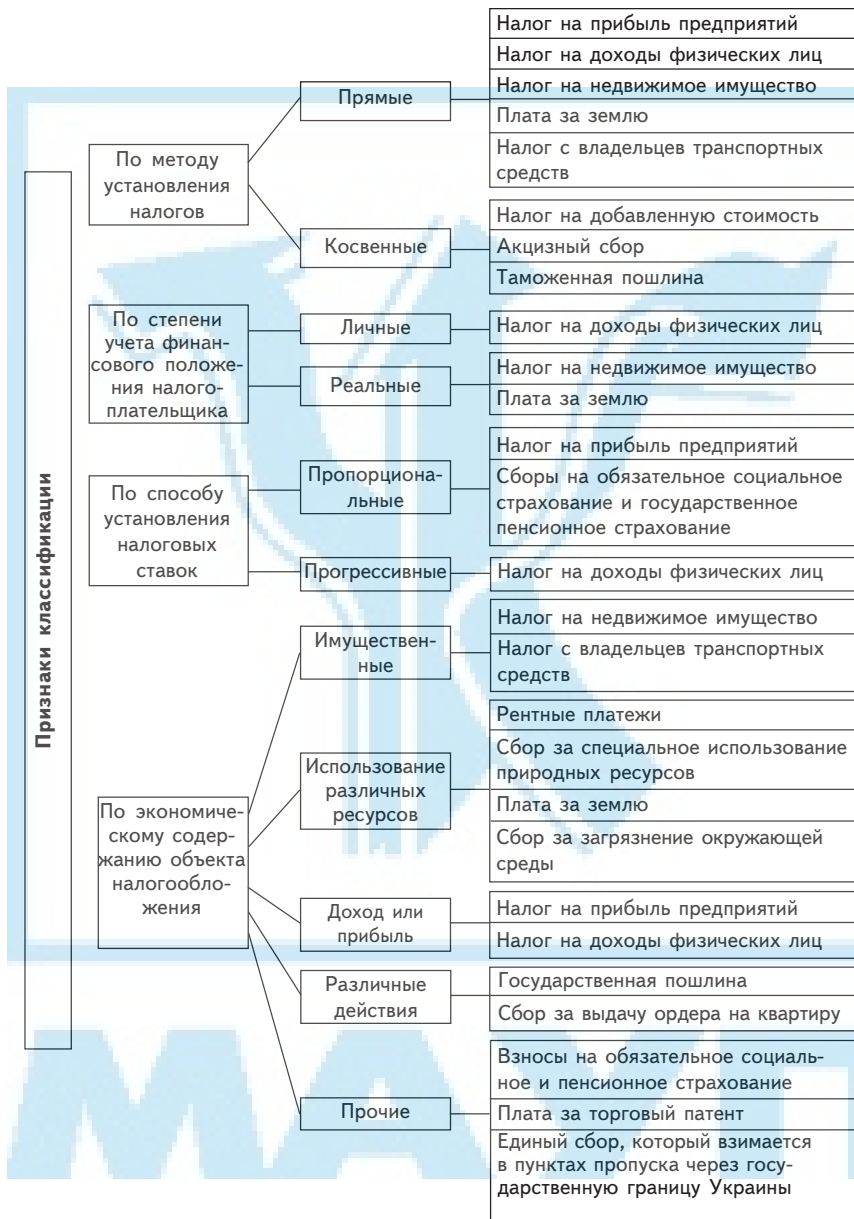 Признаки классификации
По методу
установления
налогов
Прямые
Налог на прибыль предприятий
Налог на доходы физических лиц
Налог на недвижимое имущество
Плата за землю
Налог с владельцев транспортных
средств
Косвенные
Налог на добавленную стоимость
Акцизный сбор
Таможенная пошлина
По степени
учета финан-
сового положе-
ния налого-
плательщика
Личные
Налог на доходы физических лиц
Реальные
Налог на недвижимое имущество
Плата за землю
По способу
установления
налоговых
ставок
Пропорциона-
льные
Налог на прибыль предприятий
Сборы на обязательное социальное
страхование и государственное
пенсионное страхование
Прогрессивные
Налог на доходы физических лиц
По экономиче-
скому содер-
жанию объекта
налогообло-
жения
Имуществен-
ные
Налог на недвижимое имущество
Налог с владельцев транспортных
средств
Использование
различных
ресурсов
Рентные платежи
Сбор за специальное использование
природных ресурсов
Плата за землю
Сбор за загрязнение окружающей
среды
Доход или
прибыль
Налог на прибыль предприятий
Налог на доходы физических лиц
Различные
действия
Государственная пошлина
Сбор за выдачу ордера на квартиру
Прочие
Взносы на обязательное социаль-
ное и пенсионное страхование
Плата за торговый патент
Единый сбор, который взимается
в пунктах пропуска через госу-
дарственную границу Украины
МАУП